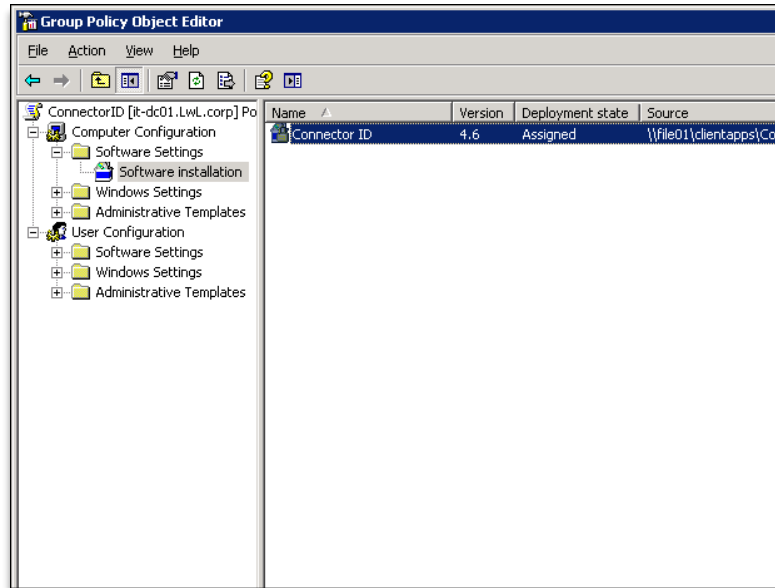 Group Policy Object Editor
File Action View Help
ConnectorID [it-dc01.LwL.corp] Po
Computer Configuration
Software Settings
Software installation
Windows Settings
Administrative Templates
User Configuration
Software Settings
Windows Settings
Administrative Templates
Name Version Deployment state Source
Connector ID 4.6 Assigned \\file01\clientapps\Co